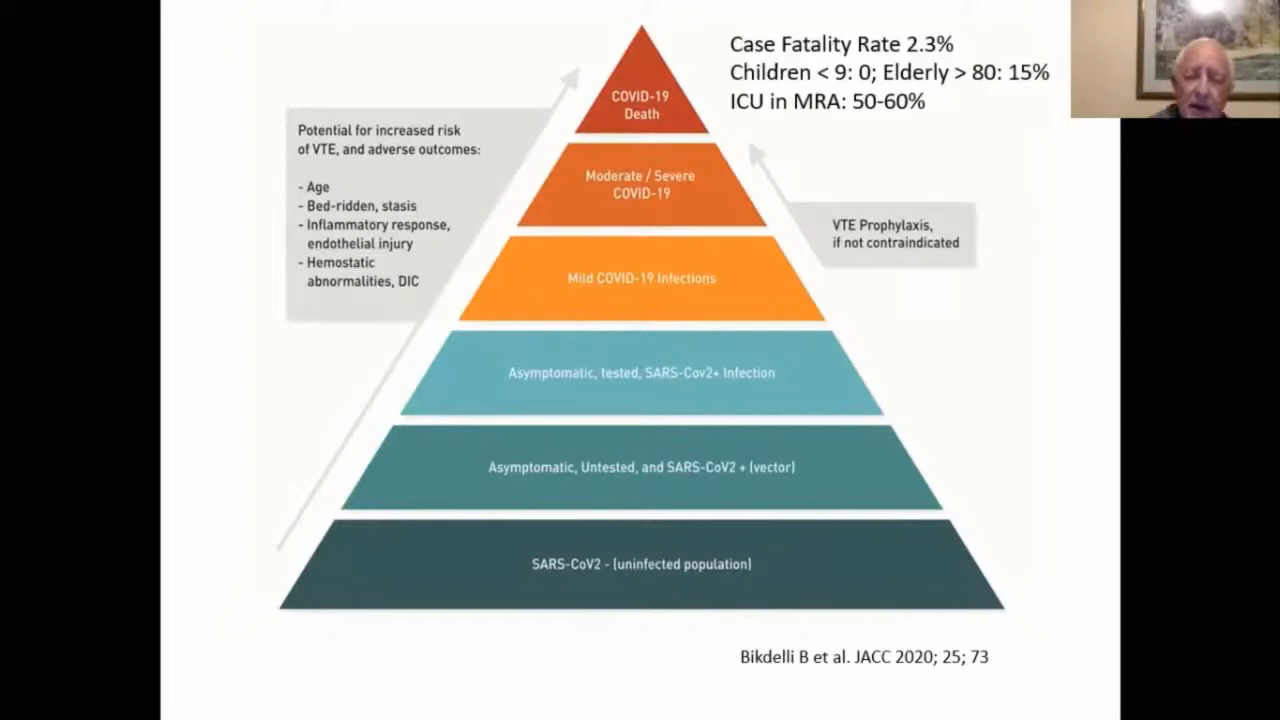 Case Fatality Rate 2.3%
Children < 9: 0; Elderly > 80: 15%
ICU in MRA: 50-60%
COVID-19
Death
Potential for increased risk
of VTE, and adverse outcomes:
- Age
- Bed-ridden, stasis
- Inflammatory response,
endothelial injury
- Hemostatic
abnormalities, DIC
Moderate / Severe
COVID-19
VTE Prophylaxis,
if not contraindicated
Mild COVID-19 Infections
Asymptomatic, tested, SARS-Cov2+ Infection
Asymptomatic, Untested, and SARS-CoV2 + (vector)
SARS-CoV2 - (uninfected population)
Bikdelli B et al. JACC 2020; 25; 73